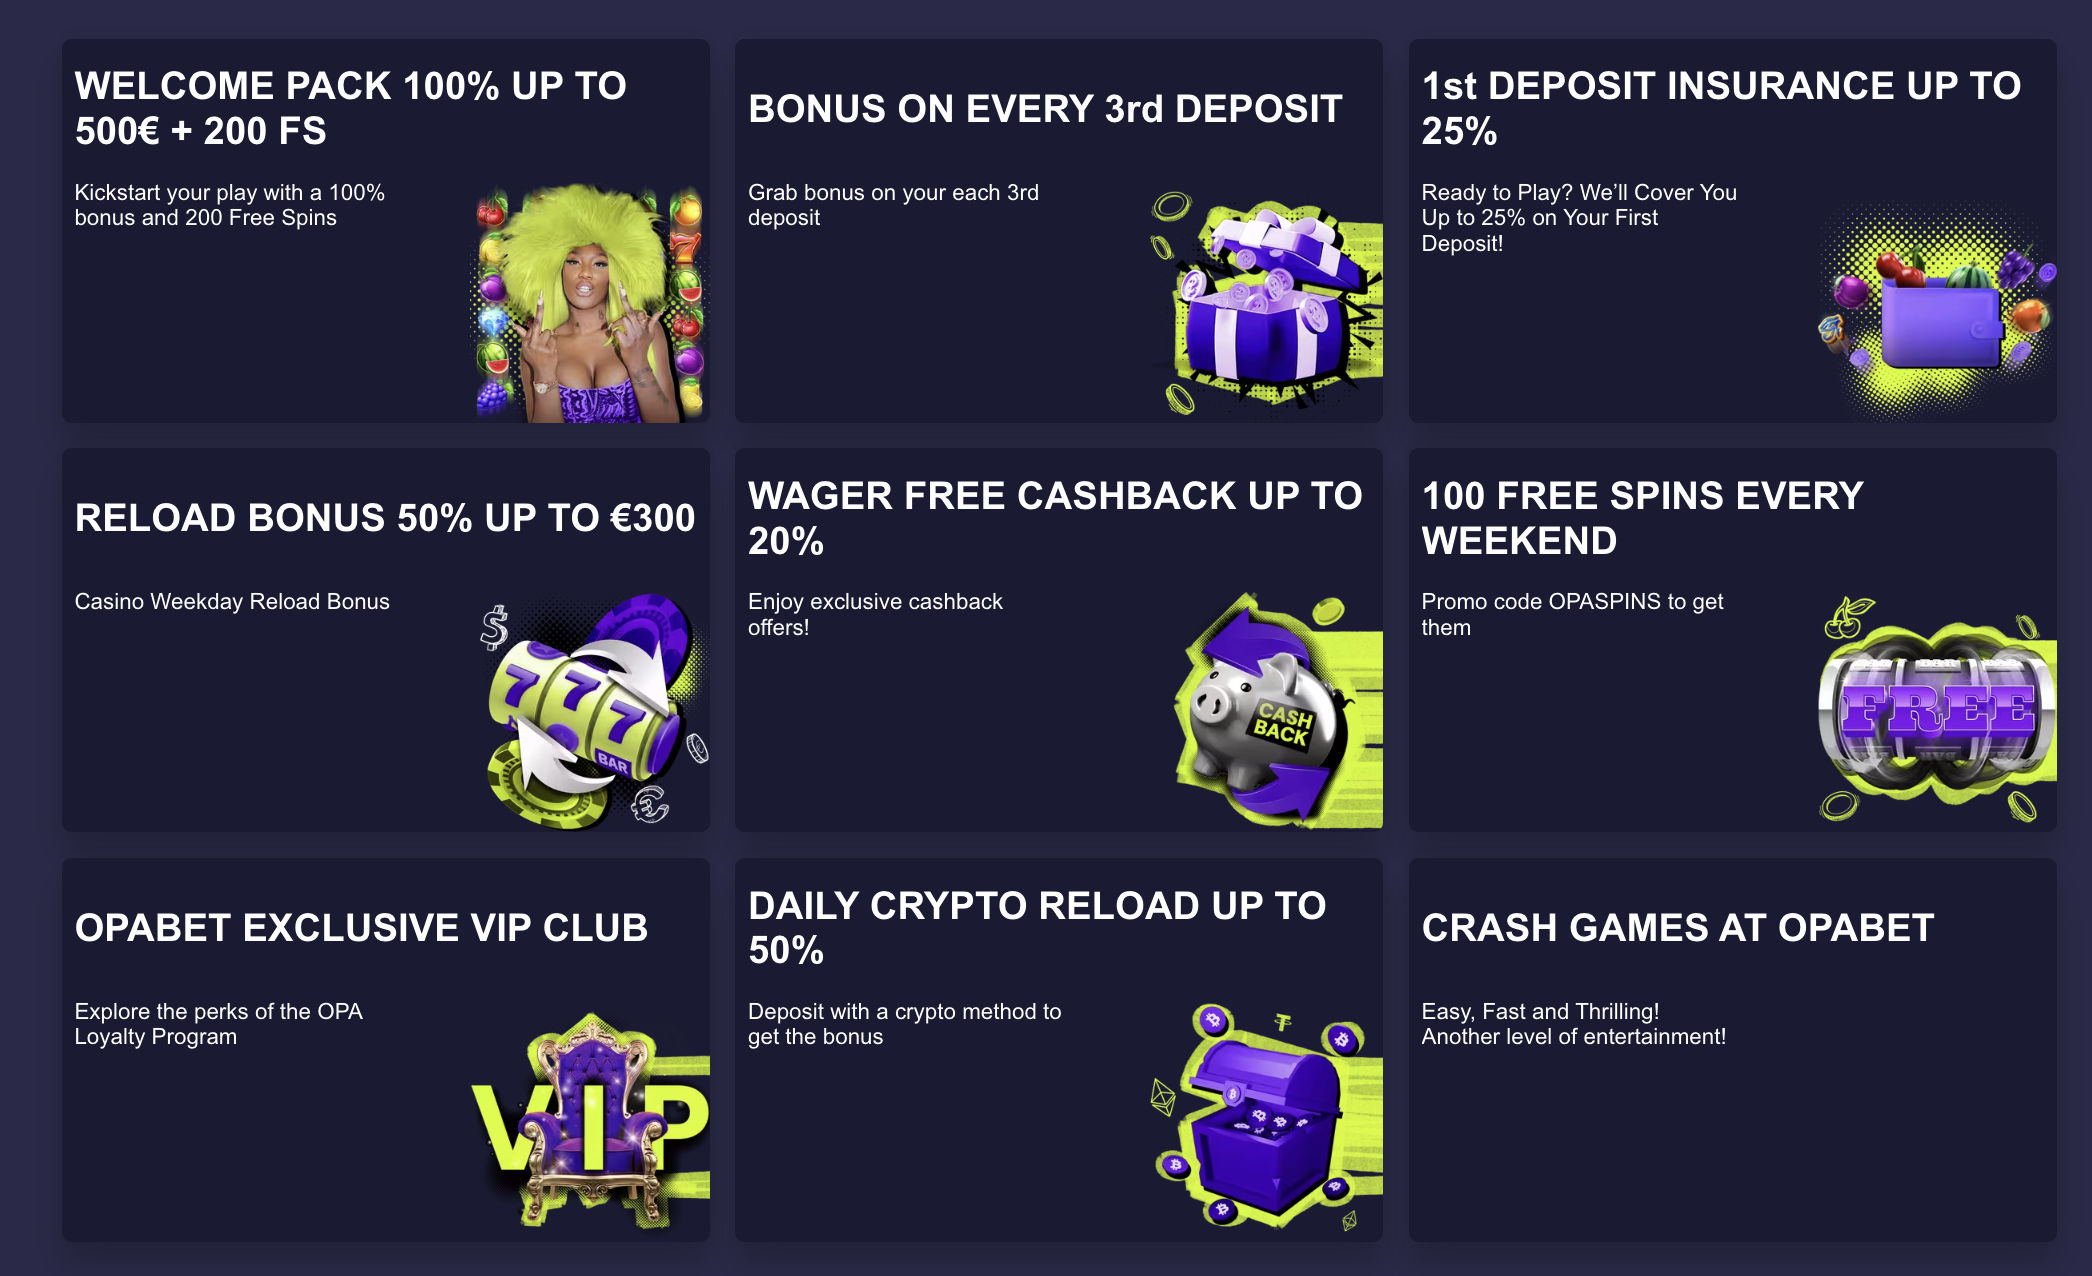 WELCOME PACK 100% UP TO
500€ + 200 FS
Kickstart your play with a 100%
bonus and 200 Free Spins
BONUS ON EVERY 3rd DEPOSIT
Grab bonus on your each 3rd
deposit
1st DEPOSIT INSURANCE UP TO
25%
Ready to Play? We’ll Cover You
Up to 25% on Your First
Deposit!
RELOAD BONUS 50% UP TO €300
Casino Weekday Reload Bonus
$
7 7 7
BAR
€
WAGER FREE CASHBACK UP TO
20%
Enjoy exclusive cashback
offers!
CASH
BACK
100 FREE SPINS EVERY
WEEKEND
Promo code OPASPINS to get
them
BAR
FREE
OPABET EXCLUSIVE VIP CLUB
Explore the perks of the OPA
Loyalty Program
VIP
DAILY CRYPTO RELOAD UP TO
50%
Deposit with a crypto method to
get the bonus
CRASH GAMES AT OPABET
Easy, Fast and Thrilling!
Another level of entertainment!